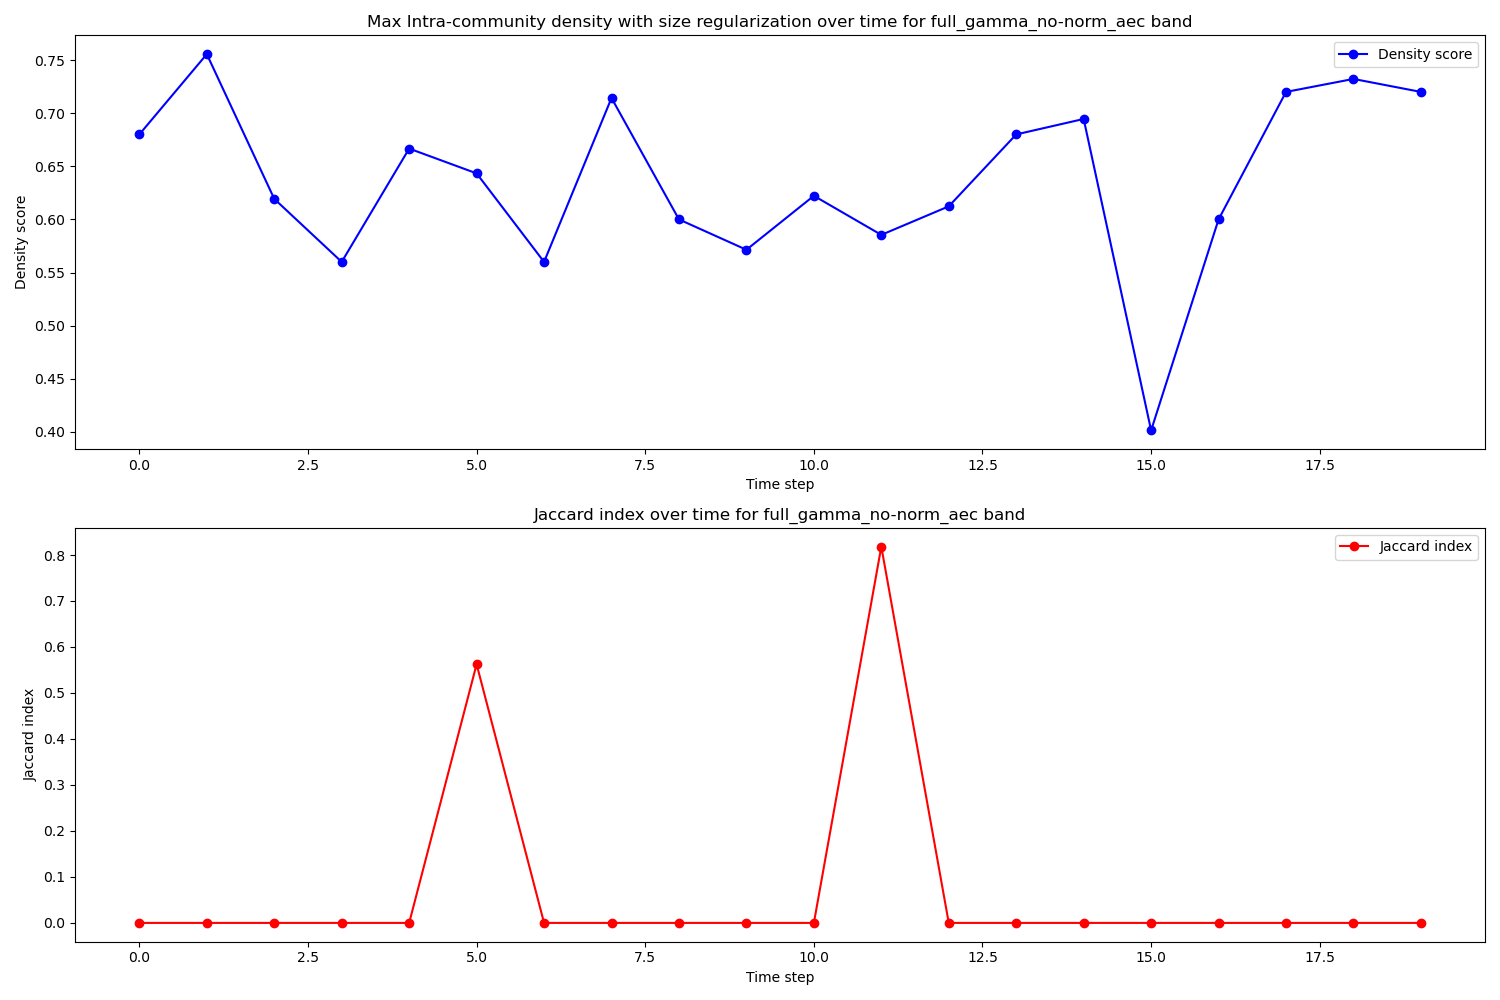 Max Intra-community density with size regularization over time for full_gamma_no-norm_aec band
Density score
0.75
0.70
0.65
0.60
0.55
0.50
0.45
0.40
Density score
0.0 2.5 5.0 7.5 10.0 12.5 15.0 17.5
Time step
Jaccard index over time for full_gamma_no-norm_aec band
Jaccard index
0.8
0.7
0.6
0.5
0.4
0.3
0.2
0.1
0.0
Jaccard index
0.0 2.5 5.0 7.5 10.0 12.5 15.0 17.5
Time step